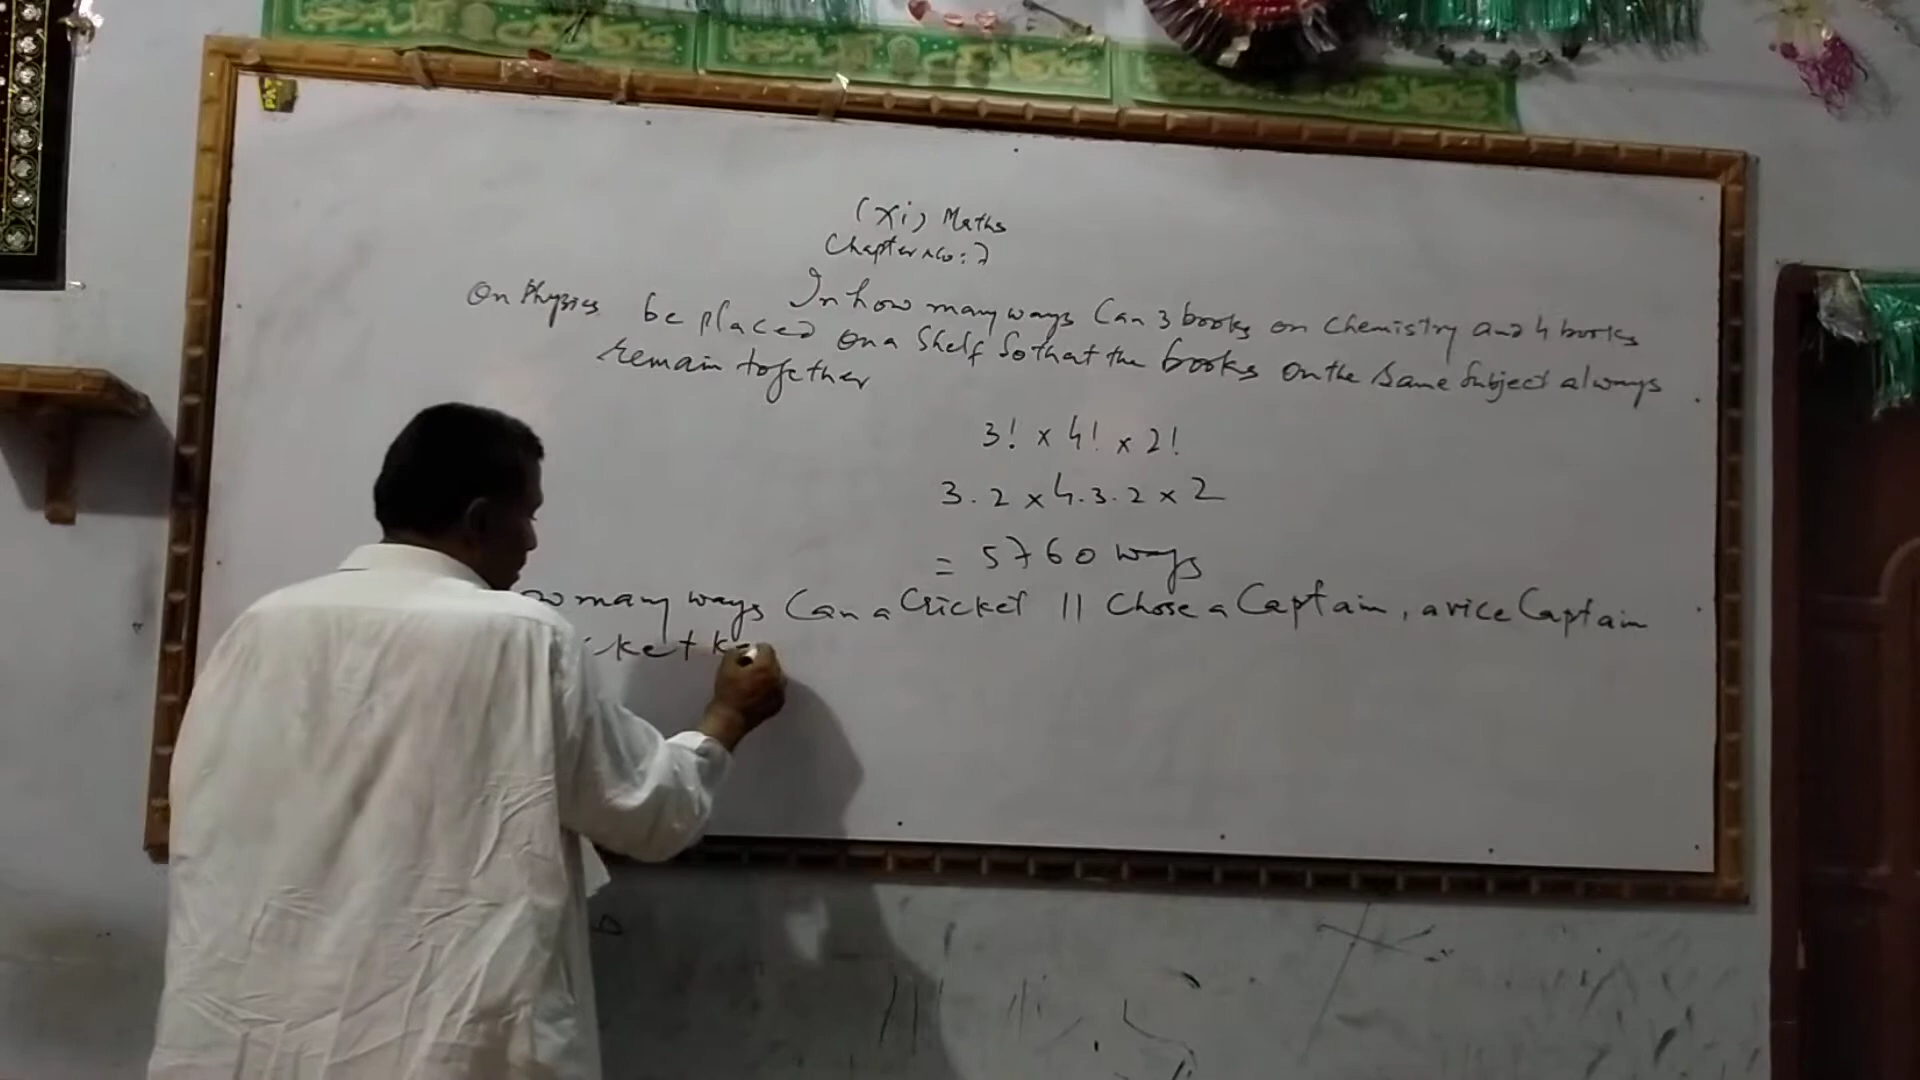 (Xi) Maths
Chapter No: 7
In how many ways Can 3 books on Chemistry and 4 books
On Physics be placed on a Shelf So that the books on the Same Subject always
remain together
3! x 4! x 2!
3.2 x 4.3.2 x 2
= 5760 ways
many ways Can a Cricket 11 Chose a Captain, a vice Captain